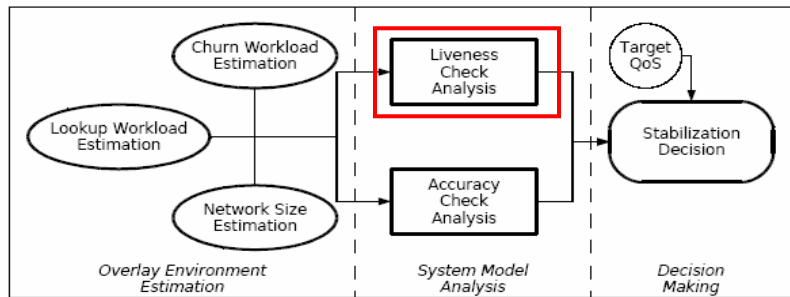 Churn Workload
Estimation
Lookup Workload
Estimation
Network Size
Estimation
Overlay Environment
Estimation
Liveness
Check
Analysis
Accuracy
Check
Analysis
System Model
Analysis
Target
QoS
Stabilization
Decision
Decision
Making